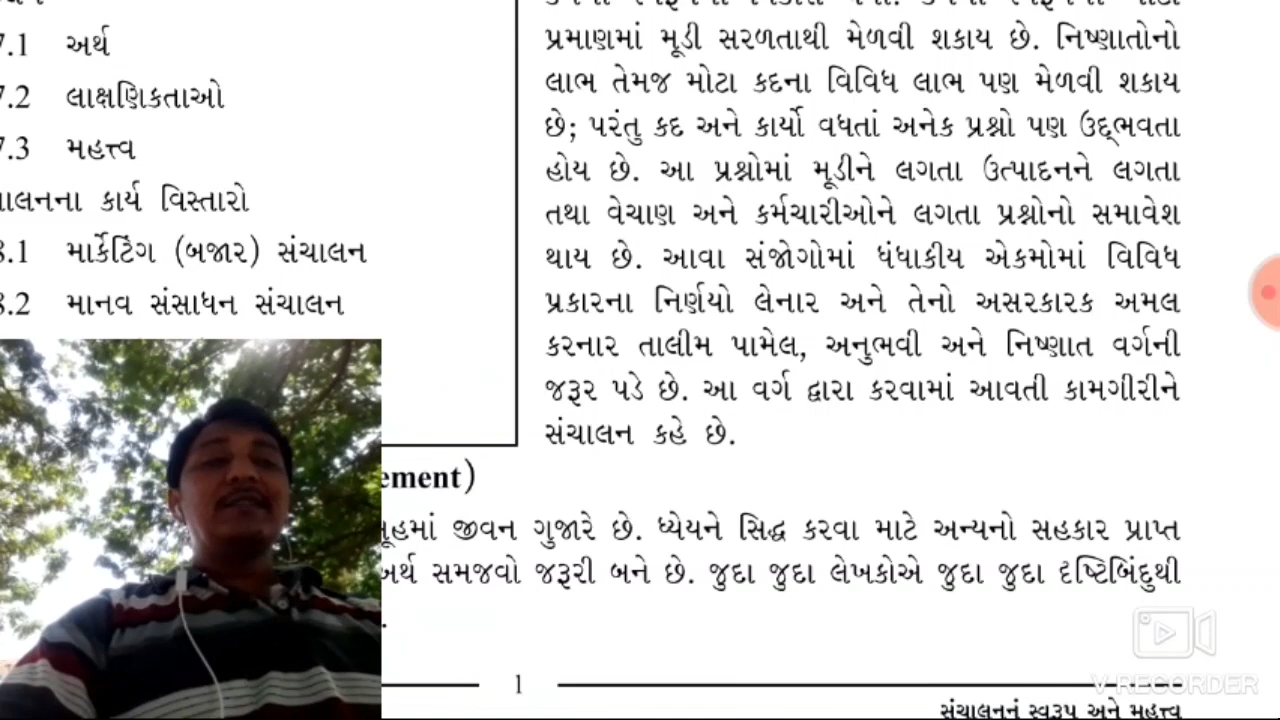 7.1 અર્થ
7.2 લાક્ષણિકતાઓ
7.3 મહત્ત્વ
કાર્ય વિસ્તારો
8.1 માર્કેટિંગ (બજાર) સંચાલન
8.2 માનવ સંસાધન સંચાલન
પ્રમાણમાં મૂડી સરળતાથી મેળવી શકાય છે. નિષ્ણાતોનો
લાભ તેમજ મોટા કદના વિવિધ લાભ પણ મેળવી શકાય
છે; પરંતુ કદ અને કાર્યો વધતાં અનેક પ્રશ્નો પણ ઉદ્ભવતા
હોય છે. આ પ્રશ્નોમાં મૂડીને લગતા ઉત્પાદનને લગતા
તથા વેચાણ અને કર્મચારીઓને લગતા પ્રશ્નોનો સમાવેશ
થાય છે. આવા સંજોગોમાં ધંધાકીય એકમોમાં વિવિધ
પ્રકારના નિર્ણયો લેનાર અને તેનો અસરકારક અમલ
કરનાર તાલીમ પામેલ, અનુભવી અને નિષ્ણાત વર્ગની
જરૂર પડે છે. આ વર્ગ દ્વારા કરવામાં આવતી કામગીરીને
સંચાલન કહે છે.
ement)
જીવન ગુજારે છે. ધ્યેયને સિદ્ધ કરવા માટે અન્યનો સહકાર પ્રાપ્ત
અર્થ સમજવો જરૂરી બને છે. જુદા જુદા લેખકોએ જુદા જુદા દૃષ્ટિબિંદુથી
1
સંચાલનનું સ્વરૂપ અને મહત્ત્વ
V RECORDER